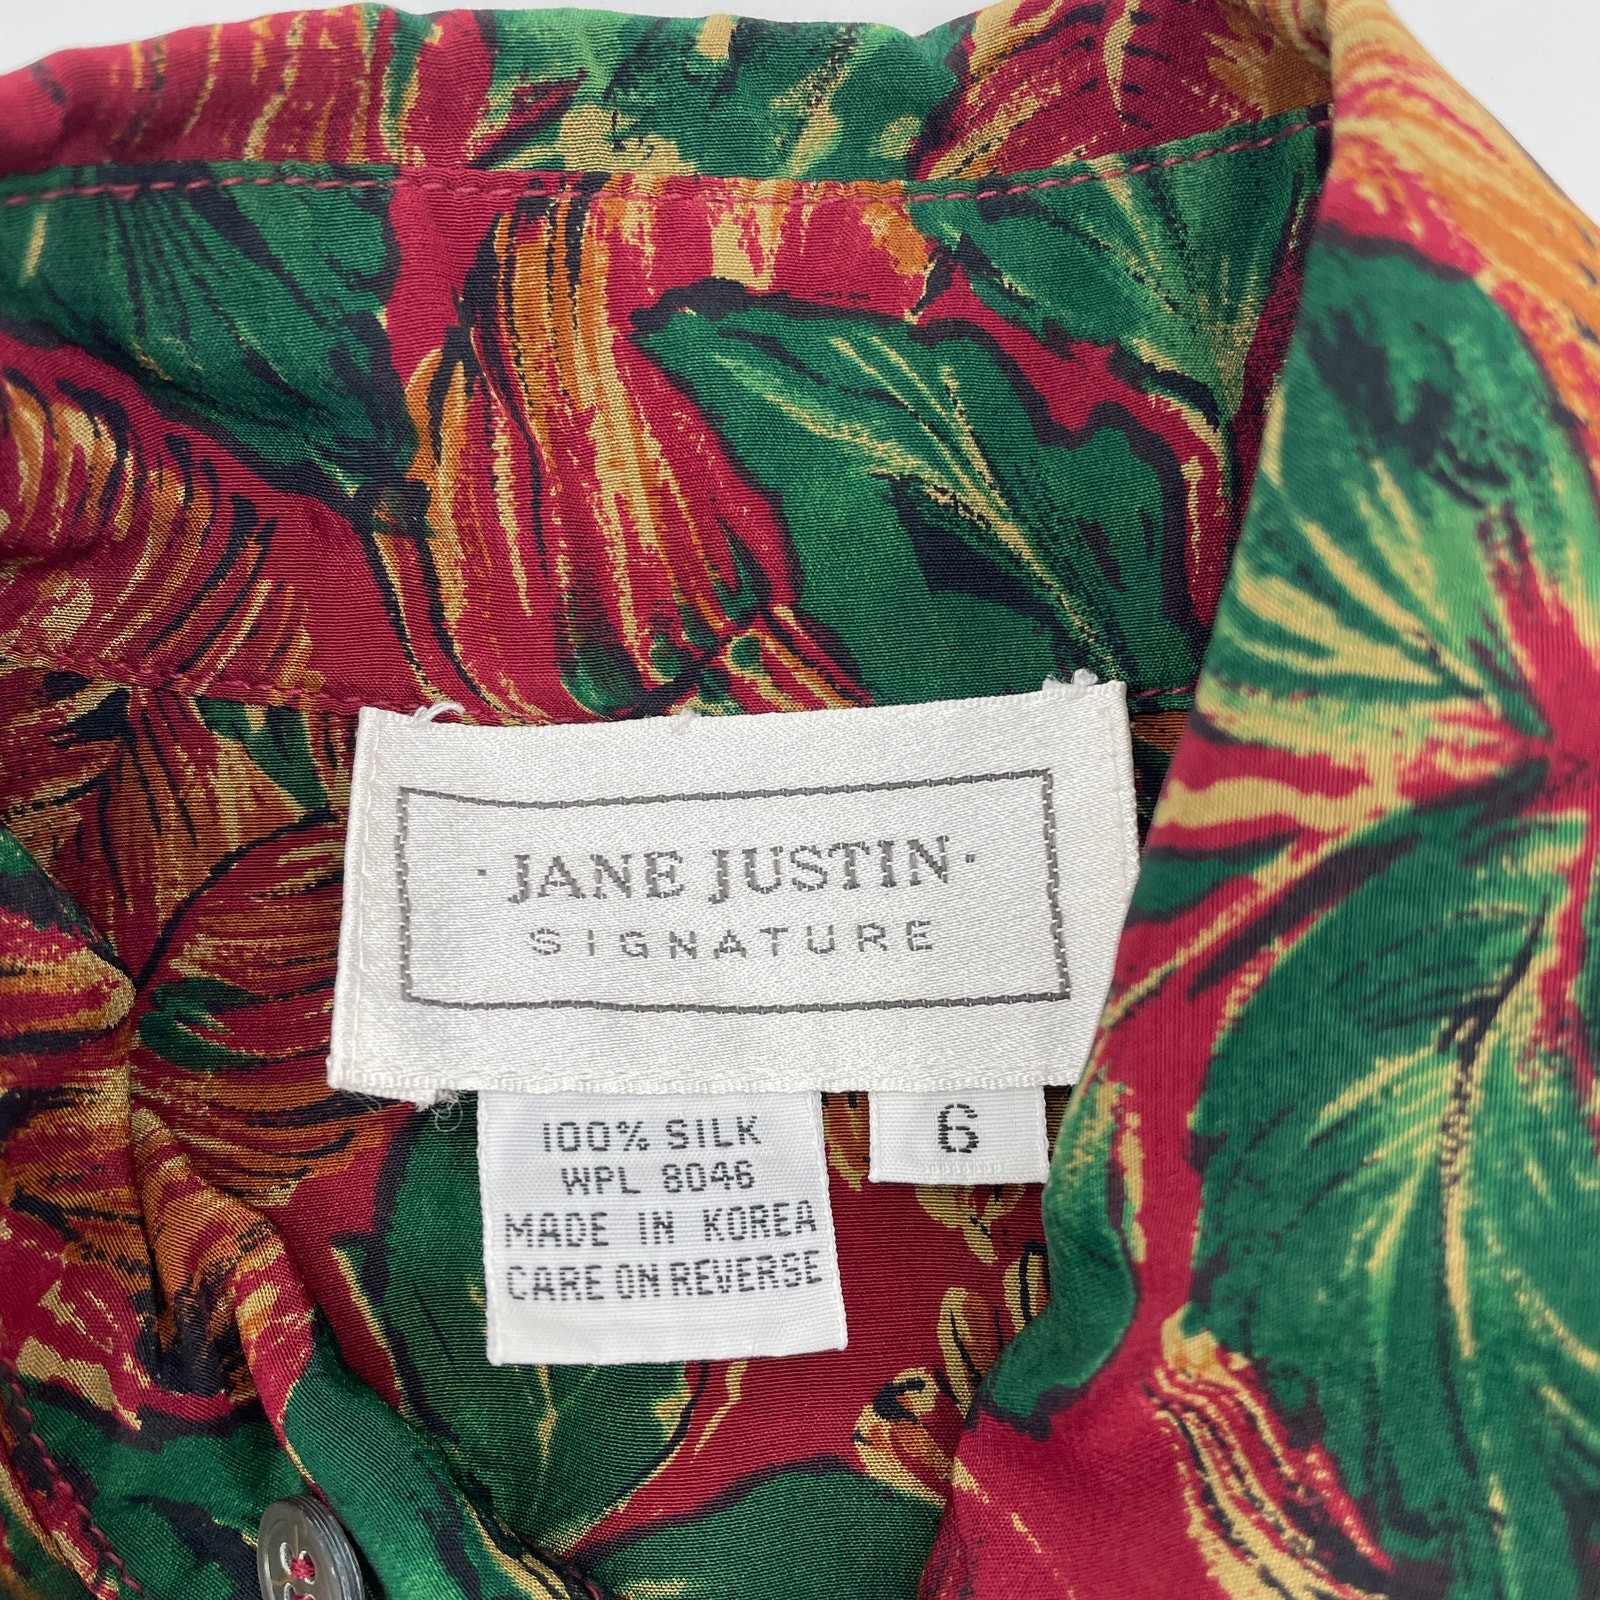 · JANE JUSTIN ·
SIGNATURE
100% SILK
WPL 8046
MADE IN KOREA
CARE ON REVERSE
6